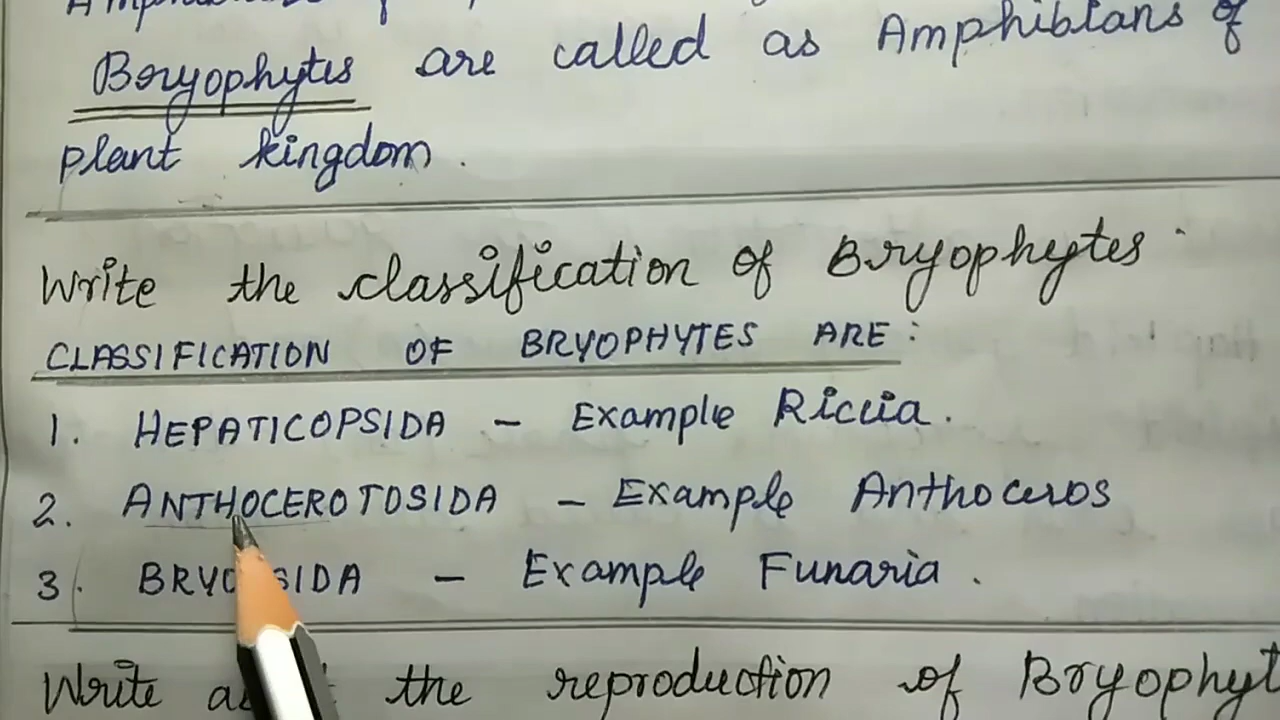 Bryophytes are called as Amphibians of
plant kingdom.
Write the classification of Bryophytes.
CLASSIFICATION OF BRYOPHYTES ARE:
1. HEPATICOPSIDA - Example Riccia.
2. ANTHOCEROTOSIDA - Example Anthoceros
3. - Example Funaria.
Write the reproduction of